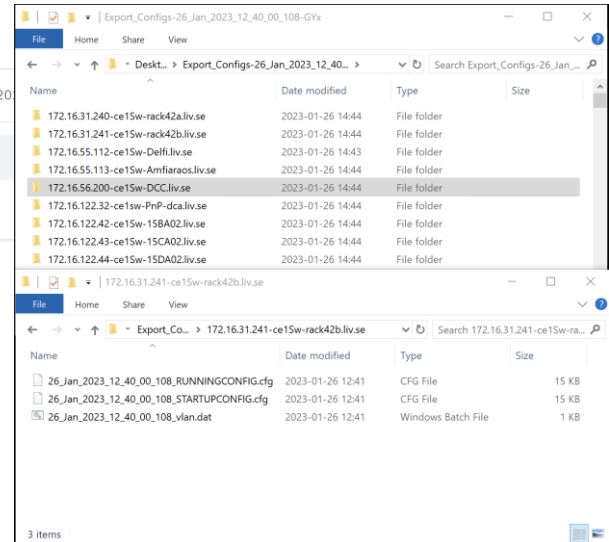 Export_Configs-26_Jan_2023_12_40_00_108-GYx
File Home Share View
Deskt... > Export_Configs-26_Jan_2023_12_40... > Search Export_Configs-26_Jan_...
Name Date modified Type Size
172.16.31.240-ce1Sw-rack42a.liv.se 2023-01-26 14:44 File folder
172.16.31.241-ce1Sw-rack42b.liv.se 2023-01-26 14:44 File folder
172.16.55.112-ce1Sw-Delfi.liv.se 2023-01-26 14:43 File folder
172.16.55.113-ce1Sw-Amfiaraos.liv.se 2023-01-26 14:44 File folder
172.16.56.200-ce1Sw-DCC.liv.se 2023-01-26 14:44 File folder
172.16.122.32-ce1sw-PnP-dca.liv.se 2023-01-26 14:44 File folder
172.16.122.42-ce1Sw-15BA02.liv.se 2023-01-26 14:44 File folder
172.16.122.43-ce1Sw-15CA02.liv.se 2023-01-26 14:44 File folder
172.16.122.44-ce1Sw-15DA02.liv.se 2023-01-26 14:44 File folder
172.16.31.241-ce1Sw-rack42b.liv.se
File Home Share View
Export_Co... > 172.16.31.241-ce1Sw-rack42b.liv.se Search 172.16.31.241-ce1Sw-ra...
Name Date modified Type Size
26_Jan_2023_12_40_00_108_RUNNINGCONFIG.cfg 2023-01-26 12:41 CFG File 15 KB
26_Jan_2023_12_40_00_108_STARTUPCONFIG.cfg 2023-01-26 12:41 CFG File 15 KB
26_Jan_2023_12_40_00_108_vlan.dat 2023-01-26 12:41 Windows Batch File 1 KB
3 items